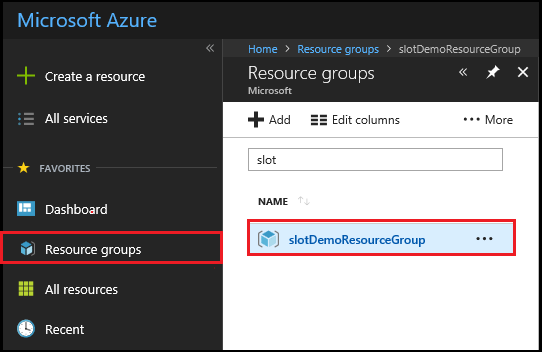 Microsoft Azure
Create a resource
All services
FAVORITES
Dashboard
Resource groups
All resources
Recent
Home > Resource groups > slotDemoResourceGroup
Resource groups
Microsoft
Add Edit columns More
slot
NAME
slotDemoResourceGroup